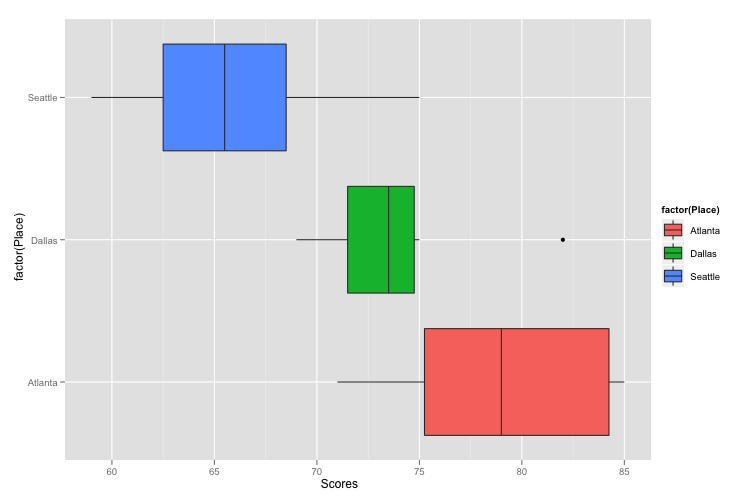 factor(Place)
Seattle
Dallas
Atlanta
60 65 70 75 80 85
Scores
factor(Place)
Atlanta
Dallas
Seattle